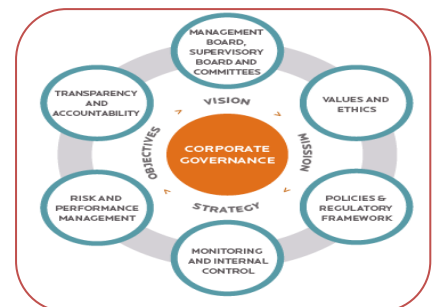 MANAGEMENT
BOARD,
SUPERVISORY
BOARD AND
COMMITTEES
TRANSPARENCY
AND
ACCOUNTABILITY
VISION
VALUES AND
ETHICS
OBJECTIVES
CORPORATE
GOVERNANCE
MISSION
RISK AND
PERFORMANCE
MANAGEMENT
STRATEGY
POLICIES &
REGULATORY
FRAMEWORK
MONITORING
AND INTERNAL
CONTROL